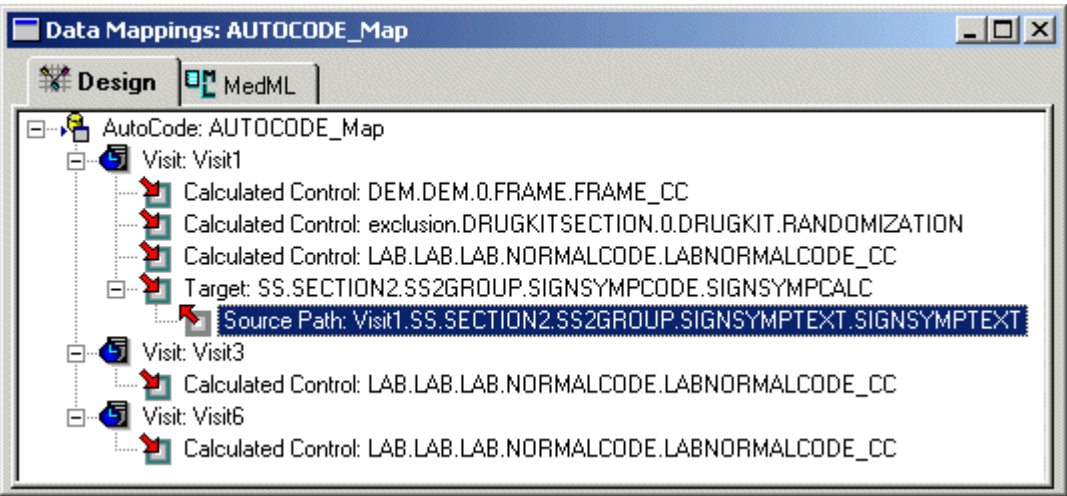 Data Mappings: AUTOCODE_Map
Design MedML
AutoCode: AUTOCODE_Map
Visit: Visit1
Calculated Control: DEM.DEM.0.FRAME.FRAME_CC
Calculated Control: exclusion.DRUGKITSECTION.0.DRUGKIT.RANDOMIZATION
Calculated Control: LAB.LAB.LAB.NORMALCODE.LABNORMALCODE_CC
Target: SS.SECTION2.SS2GROUP.SIGNSYMPCODE.SIGNSYMPCALC
Source Path: Visit1.SS.SECTION2.SS2GROUP.SIGNSYMPTEXT.SIGNSYMPTEXT
Visit: Visit3
Calculated Control: LAB.LAB.LAB.NORMALCODE.LABNORMALCODE_CC
Visit: Visit6
Calculated Control: LAB.LAB.LAB.NORMALCODE.LABNORMALCODE_CC